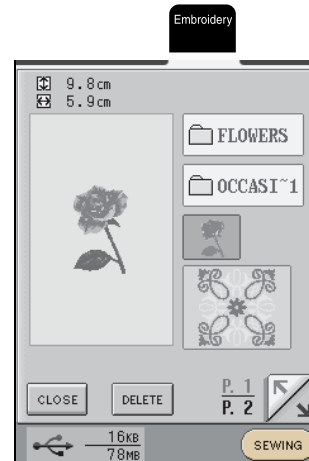 Embroidery
9.8cm
5.9cm
FLOWERS
OCCASI~1
CLOSE
DELETE
P. 1
P. 2
16KB
78MB
SEWING